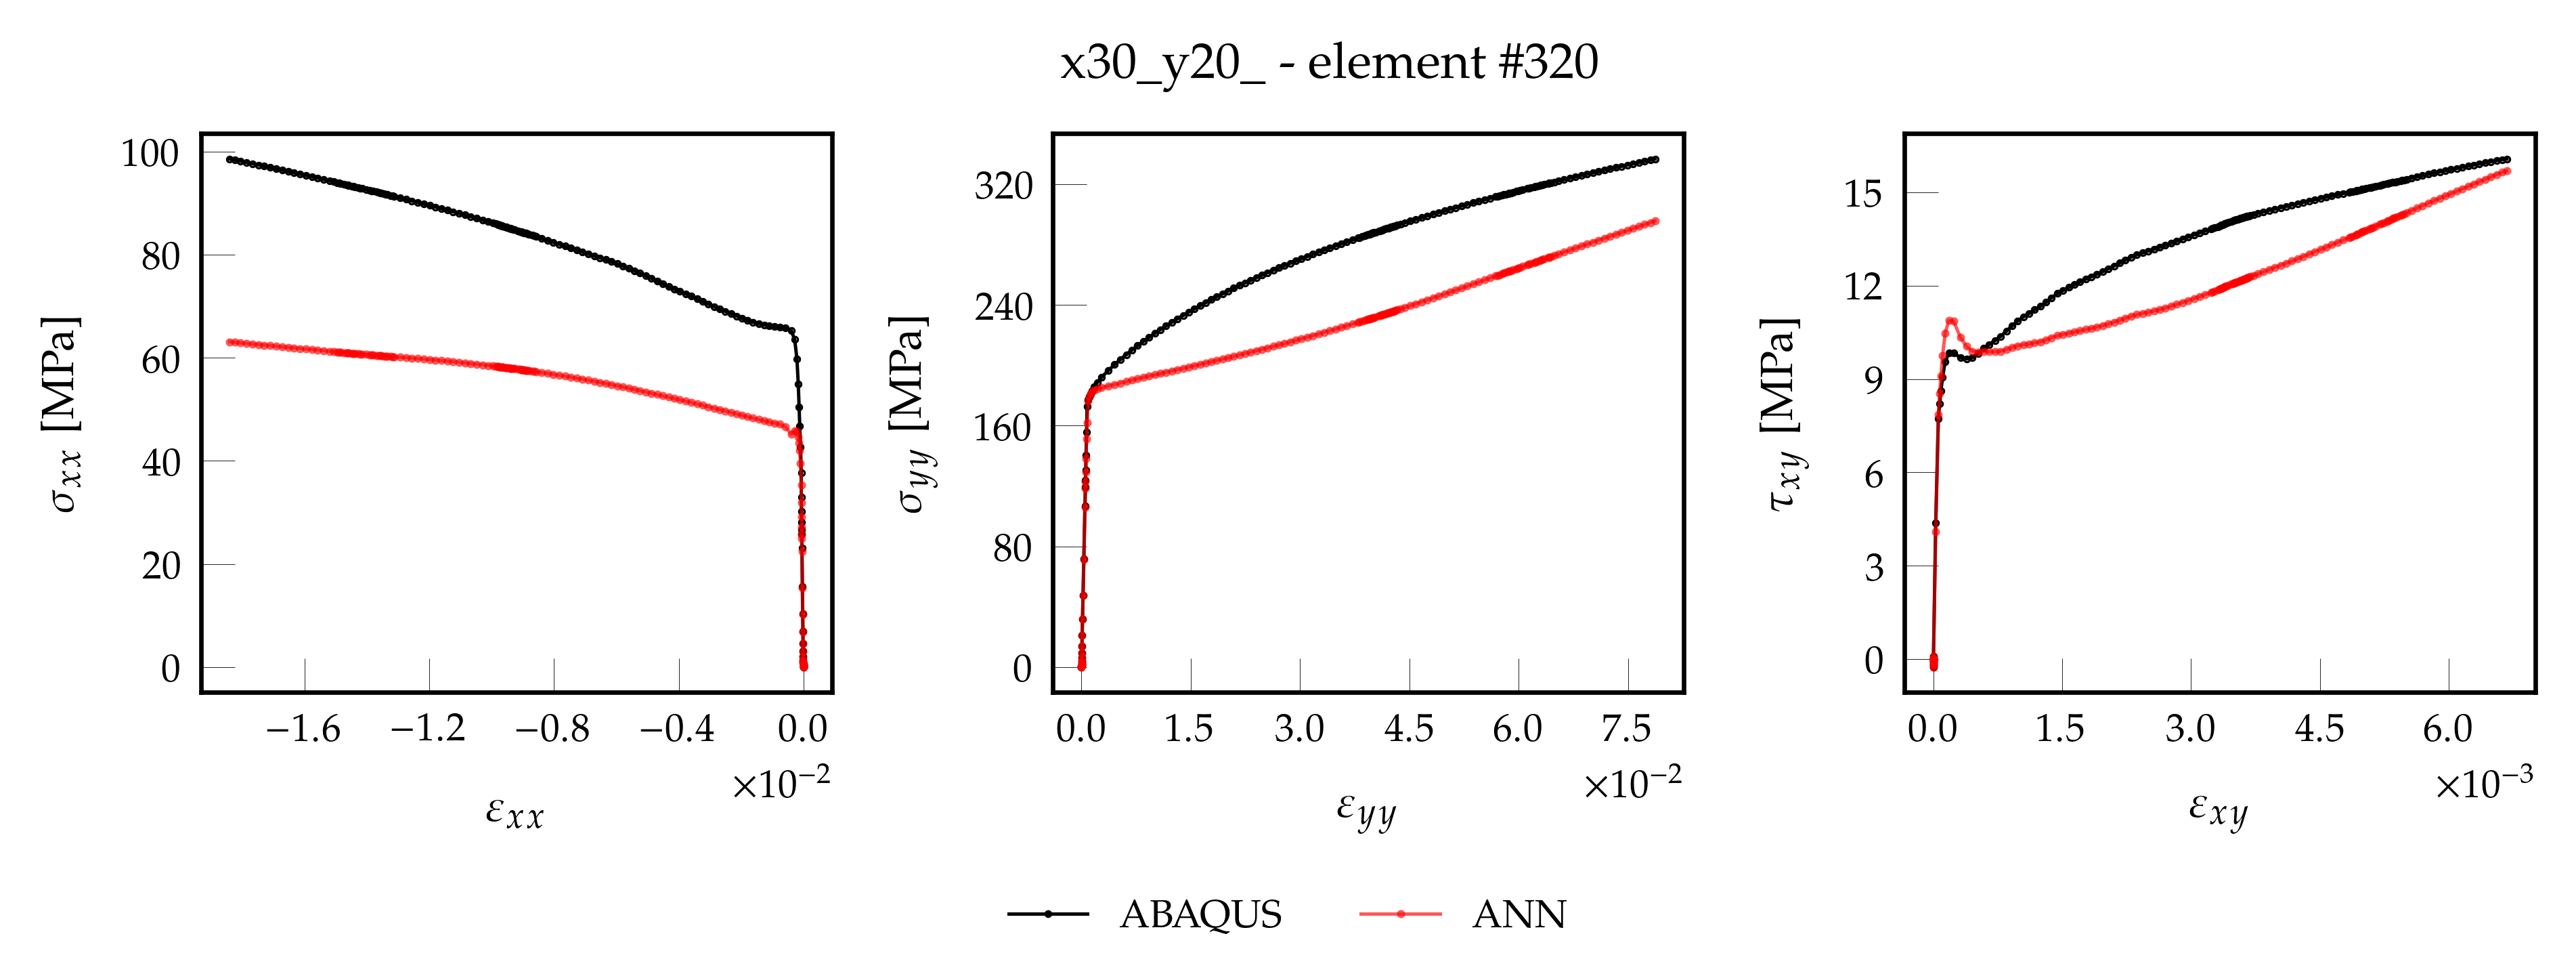 x30_y20_ - element #320
σxx [MPa]
100
80
60
40
20
0
−1.6 −1.2 −0.8 −0.4 0.0
×10−2
εxx
σyy [MPa]
320
240
160
80
0
0.0 1.5 3.0 4.5 6.0 7.5
×10−2
εyy
τxy [MPa]
15
12
9
6
3
0
0.0 1.5 3.0 4.5 6.0
×10−3
εxy
ABAQUS ANN